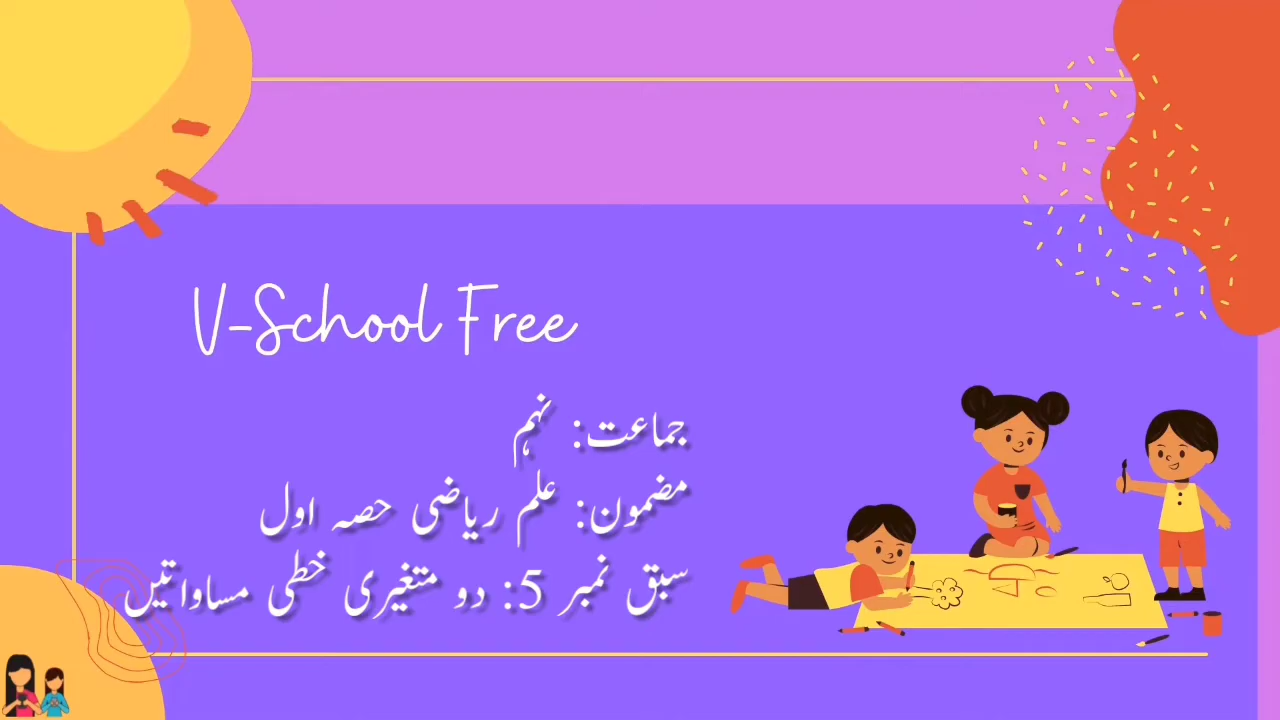 V-School Free
جماعت: نہم
مضمون: علم ریاضی حصہ اول
سبق نمبر 5: دو متغیری خطی مساواتیں